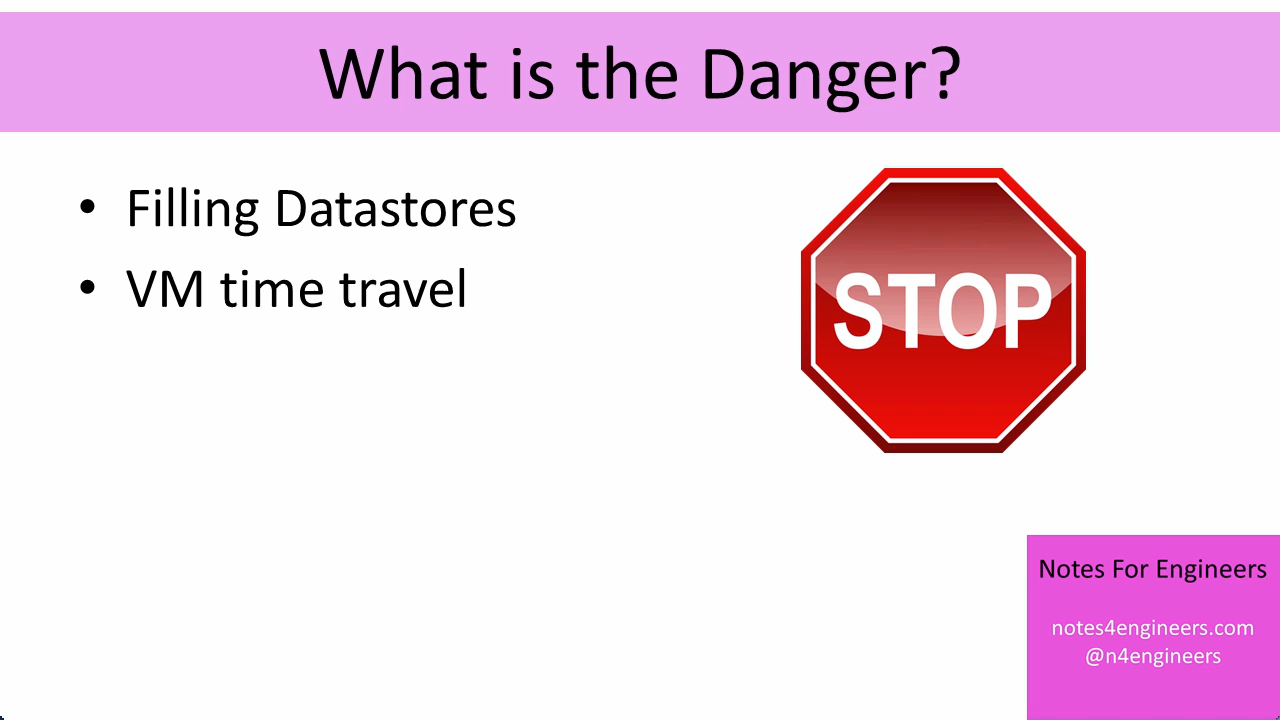 What is the Danger?
• Filling Datastores
• VM time travel
STOP
Notes For Engineers
notes4engineers.com
@n4engineers